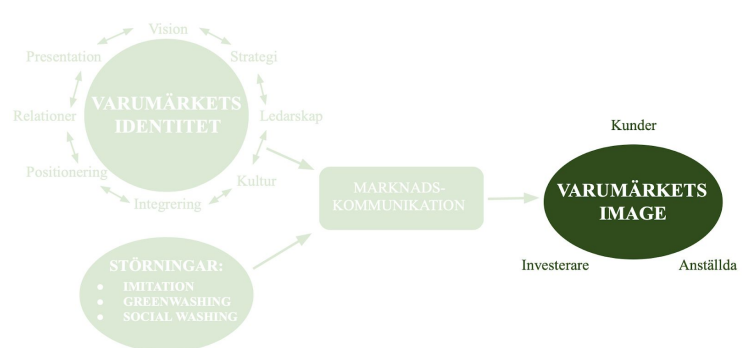 Vision
Presentation
Strategi
VARUMÄRKETS
IDENTITET
Relationer
Ledarskap
Positionering
Kultur
Integrering
STÖRNINGAR:
● IMITATION
● GREENWASHING
● SOCIAL WASHING
MARKNADS-
KOMMUNIKATION
Kunder
VARUMÄRKETS
IMAGE
Investerare
Anställda